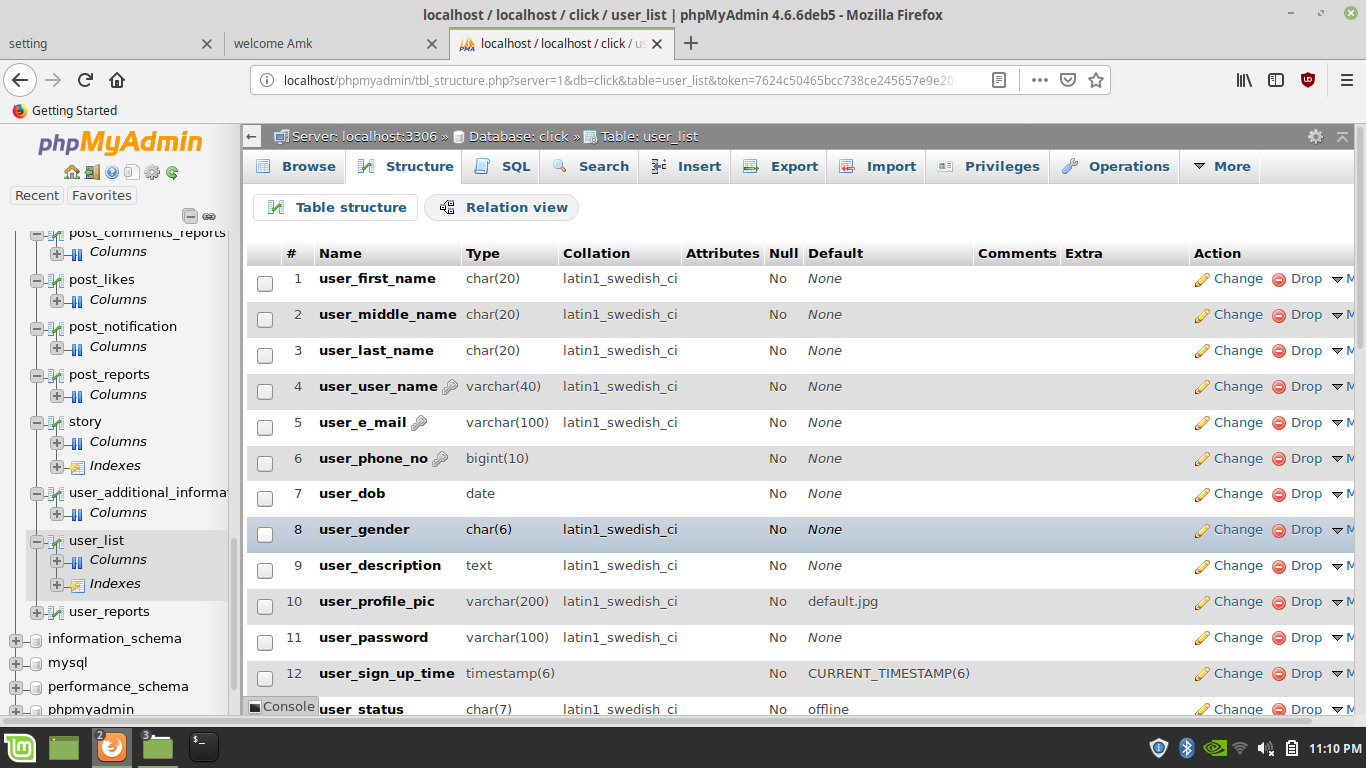 localhost / localhost / click / user_list | phpMyAdmin 4.6.6deb5 - Mozilla Firefox
setting
welcome Amk
localhost / localhost / click / us
localhost/phpmyadmin/tbl_structure.php?server=1&db=click&table=user_list&token=7624c50465bcc738ce245657e9e20
Getting Started
phpMyAdmin
Recent Favorites
post_comments_reports
Columns
post_likes
Columns
post_notification
Columns
post_reports
Columns
story
Columns
Indexes
user_additional_informa
Columns
user_list
Columns
Indexes
user_reports
information_schema
mysql
performance_schema
phpmyadmin
Server: localhost:3306 » Database: click » Table: user_list
Browse Structure SQL Search Insert Export Import Privileges Operations More
Table structure Relation view
# Name Type Collation Attributes Null Default Comments Extra Action
1 user_first_name char(20) latin1_swedish_ci No None Change Drop M
2 user_middle_name char(20) latin1_swedish_ci No None Change Drop M
3 user_last_name char(20) latin1_swedish_ci No None Change Drop M
4 user_user_name varchar(40) latin1_swedish_ci No None Change Drop M
5 user_e_mail varchar(100) latin1_swedish_ci No None Change Drop M
6 user_phone_no bigint(10) No None Change Drop M
7 user_dob date No None Change Drop M
8 user_gender char(6) latin1_swedish_ci No None Change Drop M
9 user_description text latin1_swedish_ci No None Change Drop M
10 user_profile_pic varchar(200) latin1_swedish_ci No default.jpg Change Drop M
11 user_password varchar(100) latin1_swedish_ci No None Change Drop M
12 user_sign_up_time timestamp(6) No CURRENT_TIMESTAMP(6) Change Drop M
user_status char(7) latin1_swedish_ci No offline Change Drop M
Console
2
3
11:10 PM